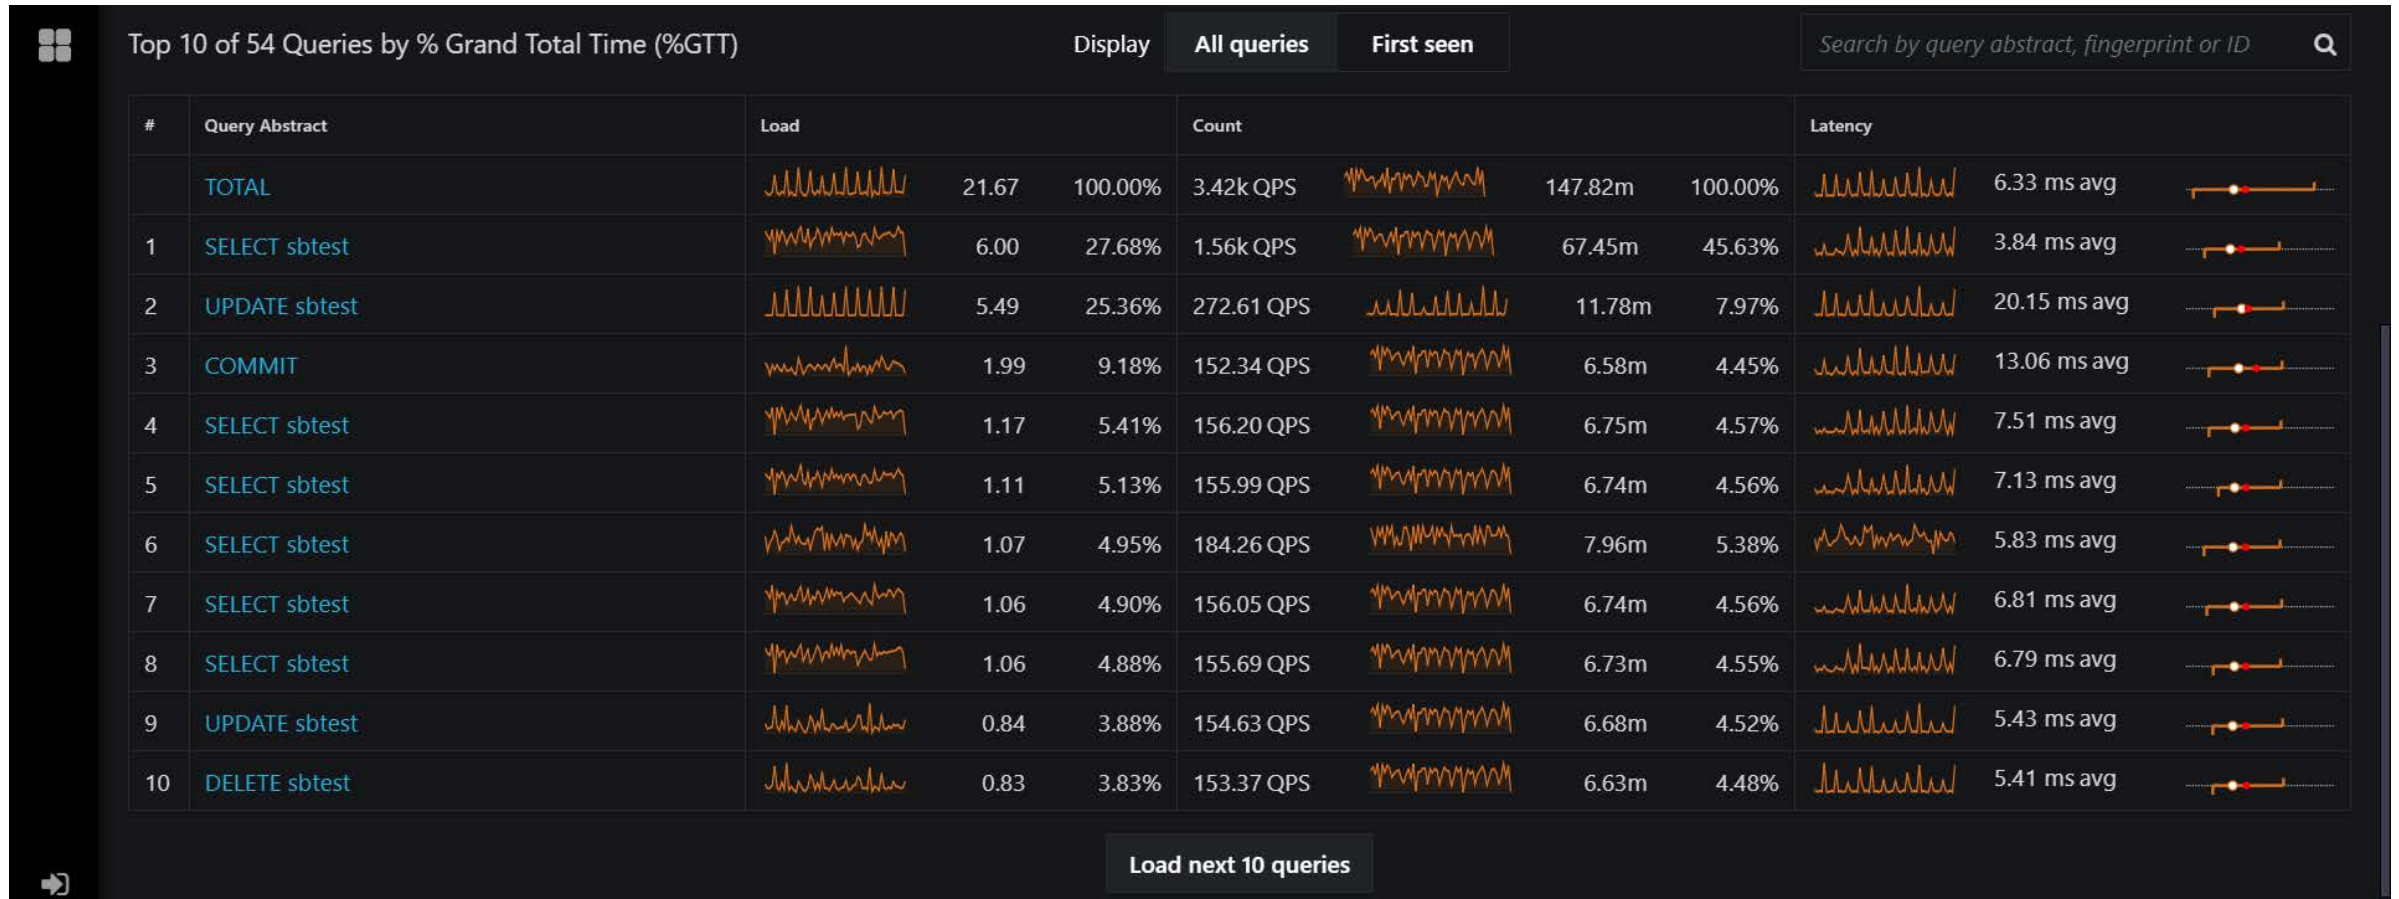 Top 10 of 54 Queries by % Grand Total Time (%GTT) Display All queries First seen Search by query abstract, fingerprint or ID
# Query Abstract Load Count Latency
TOTAL 21.67 100.00% 3.42k QPS 147.82m 100.00% 6.33 ms avg
1 SELECT sbtest 6.00 27.68% 1.56k QPS 67.45m 45.63% 3.84 ms avg
2 UPDATE sbtest 5.49 25.36% 272.61 QPS 11.78m 7.97% 20.15 ms avg
3 COMMIT 1.99 9.18% 152.34 QPS 6.58m 4.45% 13.06 ms avg
4 SELECT sbtest 1.17 5.41% 156.20 QPS 6.75m 4.57% 7.51 ms avg
5 SELECT sbtest 1.11 5.13% 155.99 QPS 6.74m 4.56% 7.13 ms avg
6 SELECT sbtest 1.07 4.95% 184.26 QPS 7.96m 5.38% 5.83 ms avg
7 SELECT sbtest 1.06 4.90% 156.05 QPS 6.74m 4.56% 6.81 ms avg
8 SELECT sbtest 1.06 4.88% 155.69 QPS 6.73m 4.55% 6.79 ms avg
9 UPDATE sbtest 0.84 3.88% 154.63 QPS 6.68m 4.52% 5.43 ms avg
10 DELETE sbtest 0.83 3.83% 153.37 QPS 6.63m 4.48% 5.41 ms avg
Load next 10 queries